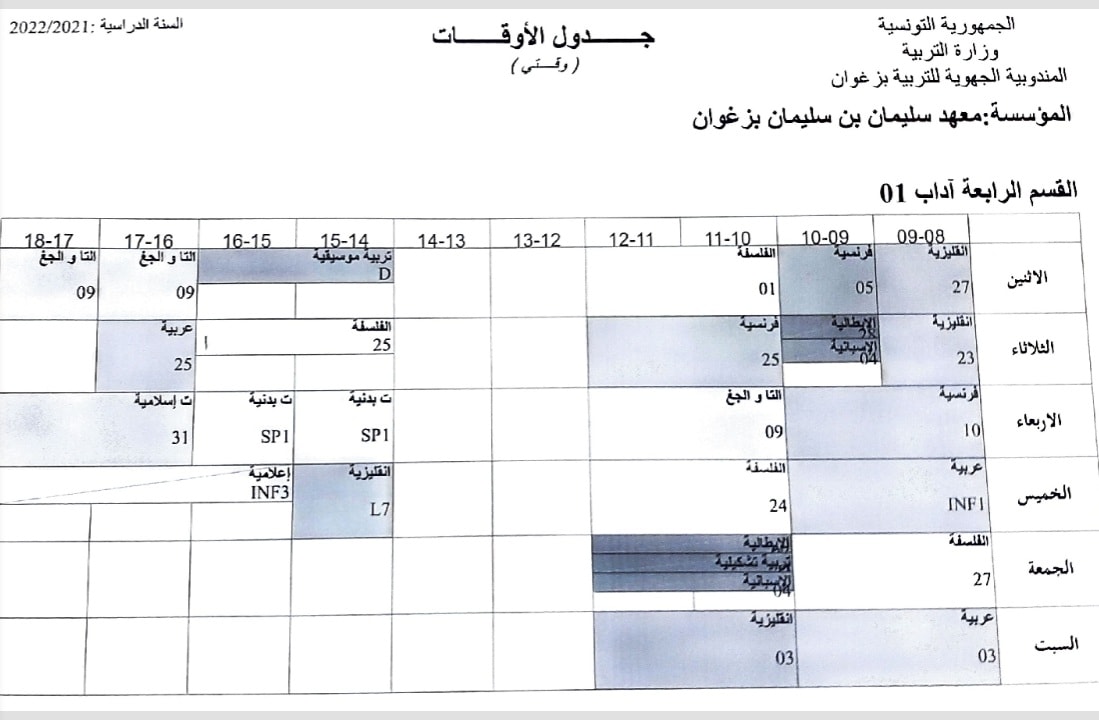 الجمهورية التونسية
وزارة التربية
المندوبية الجهوية للتربية بزغوان
المؤسسة:معهد سليمان بن سليمان بزغوان
جـــدول الأوقـــات
( وقـتي )
السنة الدراسية :2022/2021
القسم الرابعة آداب 01
09-08 10-09 11-10 12-11 13-12 14-13 15-14 16-15 17-16 18-17
الاثنين
انقليزية 27
فرنسية 05
الفلسفة 01
تربية موسيقية D
التا و الجغ 09
التا و الجغ 09
الثلاثاء
انقليزية 23
الإيطالية 28
الإسبانية 04
فرنسية 25
الفلسفة 25
عربية 25
الاربعاء
فرنسية 10
التا و الجغ 09
ت بدنية SP1
ت بدنية SP1
ت إسلامية 31
الخميس
عربية INF1
الفلسفة 24
انقليزية L7
إعلامية INF3
الجمعة
الفلسفة 27
الإيطالية
تربية تشكيلية
الإسبانية 04
السبت
عربية 03
انقليزية 03